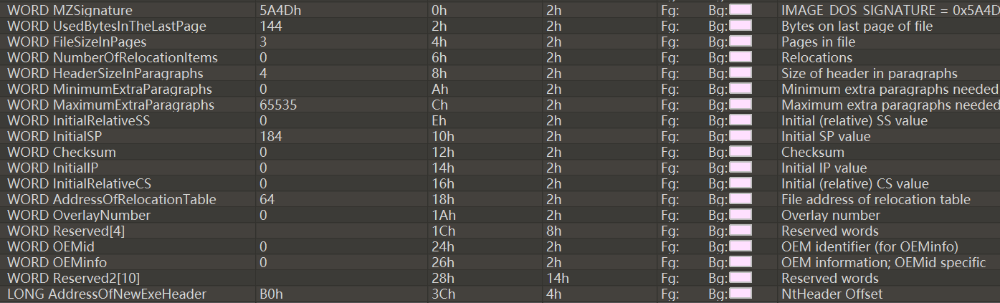 WORD MZSignature 5A4Dh 0h 2h Fg: Bg: IMAGE DOS SIGNATURE = 0x5A4D
WORD UsedBytesInTheLastPage 144 2h 2h Fg: Bg: Bytes on last page of file
WORD FileSizeInPages 3 4h 2h Fg: Bg: Pages in file
WORD NumberOfRelocationItems 0 6h 2h Fg: Bg: Relocations
WORD HeaderSizeInParagraphs 4 8h 2h Fg: Bg: Size of header in paragraphs
WORD MinimumExtraParagraphs 0 Ah 2h Fg: Bg: Minimum extra paragraphs needed
WORD MaximumExtraParagraphs 65535 Ch 2h Fg: Bg: Maximum extra paragraphs needed
WORD InitialRelativeSS 0 Eh 2h Fg: Bg: Initial (relative) SS value
WORD InitialSP 184 10h 2h Fg: Bg: Initial SP value
WORD Checksum 0 12h 2h Fg: Bg: Checksum
WORD InitialIP 0 14h 2h Fg: Bg: Initial IP value
WORD InitialRelativeCS 0 16h 2h Fg: Bg: Initial (relative) CS value
WORD AddressOfRelocationTable 64 18h 2h Fg: Bg: File address of relocation table
WORD OverlayNumber 0 1Ah 2h Fg: Bg: Overlay number
WORD Reserved[4] 1Ch 8h Fg: Bg: Reserved words
WORD OEMid 0 24h 2h Fg: Bg: OEM identifier (for OEMinfo)
WORD OEMinfo 0 26h 2h Fg: Bg: OEM information; OEMid specific
WORD Reserved2[10] 28h 14h Fg: Bg: Reserved words
LONG AddressOfNewExeHeader B0h 3Ch 4h Fg: Bg: NtHeader Offset